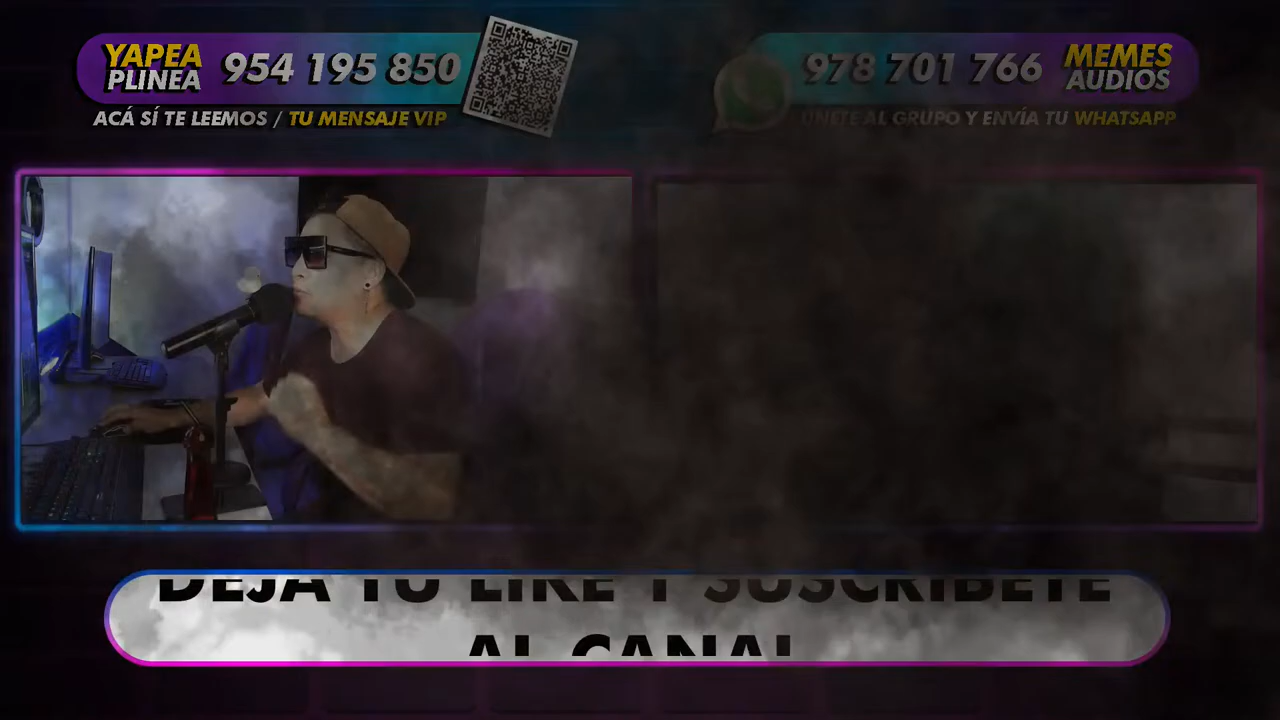 YAPEA
PLINEA
954 195 850
ACÁ SÍ TE LEEMOS / TU MENSAJE VIP
978 701 766
MEMES
AUDIOS
ÚNETE AL GRUPO Y ENVÍA TU WHATSAPP
DEJA TU LIKE Y SUSCRIBETE
AL CANAL